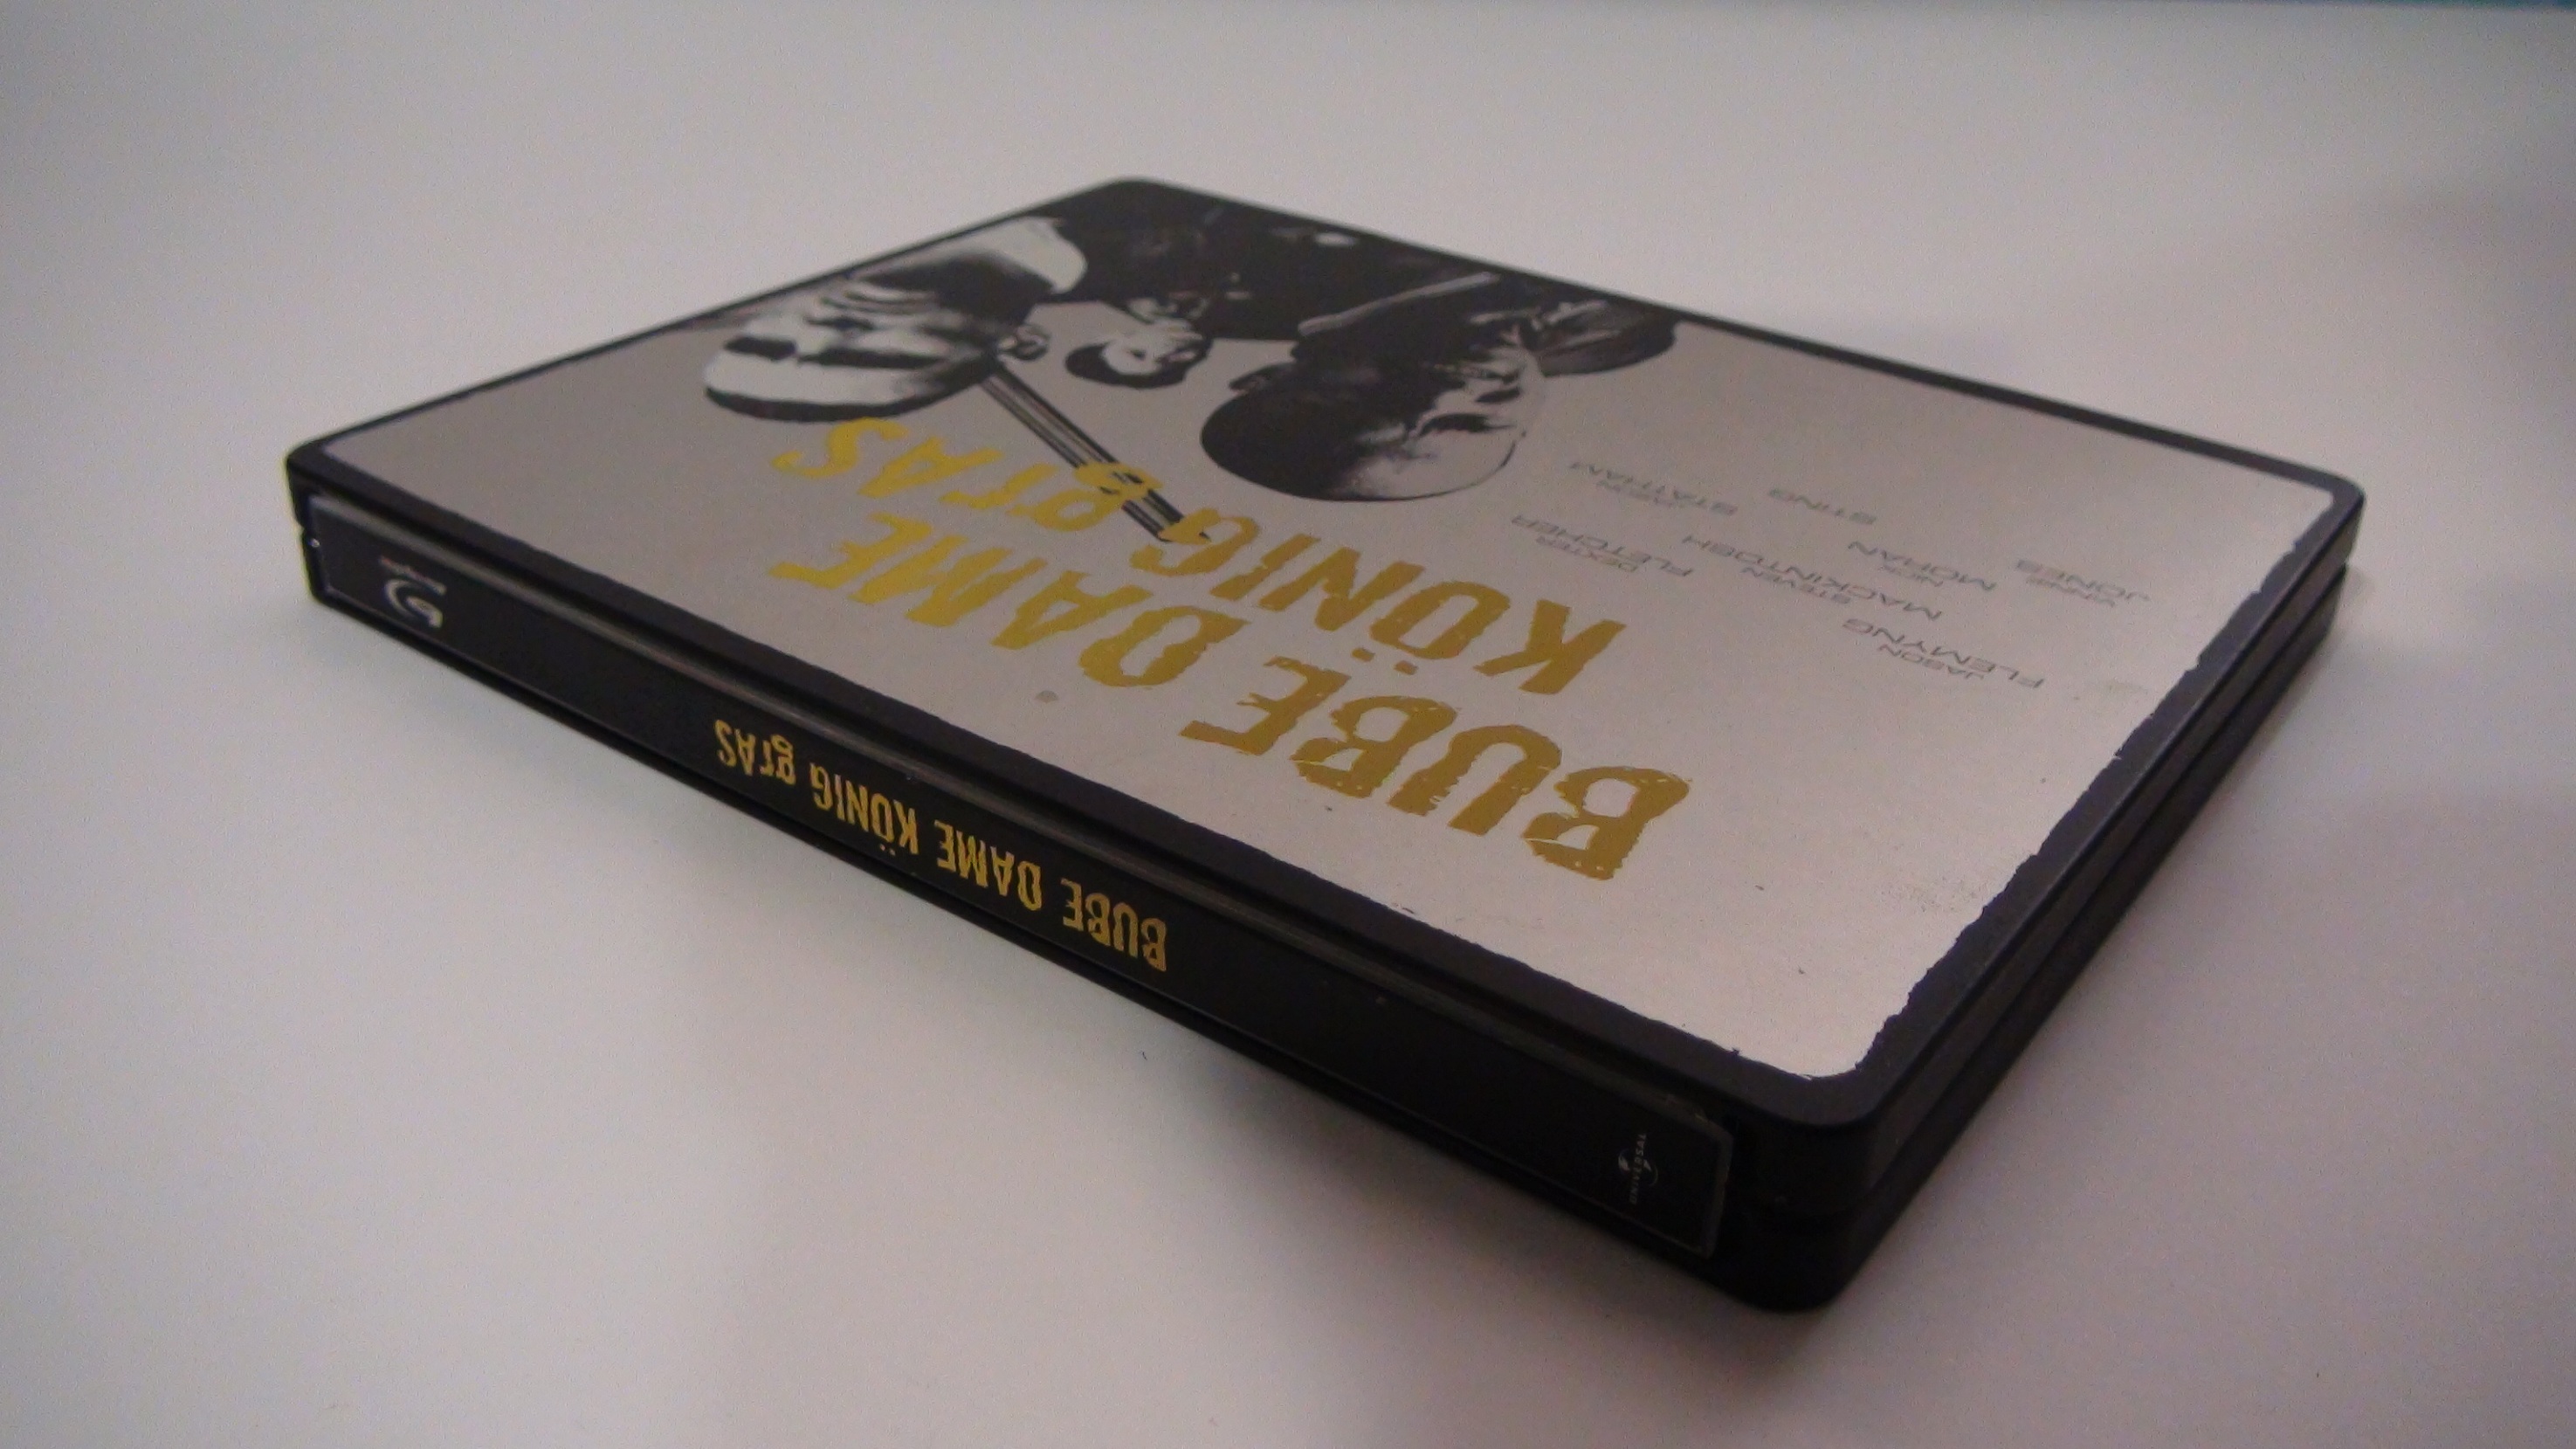 JASON FLEMYNG
DEXTER FLETCHER
STEVEN MACKINTOSH
NICK MORAN
VINNIE JONES
JASON STATHAM
STING
BUBE DAME
KÖNIG grAS
BUBE DAME KÖNIG grAS
UNIVERSAL